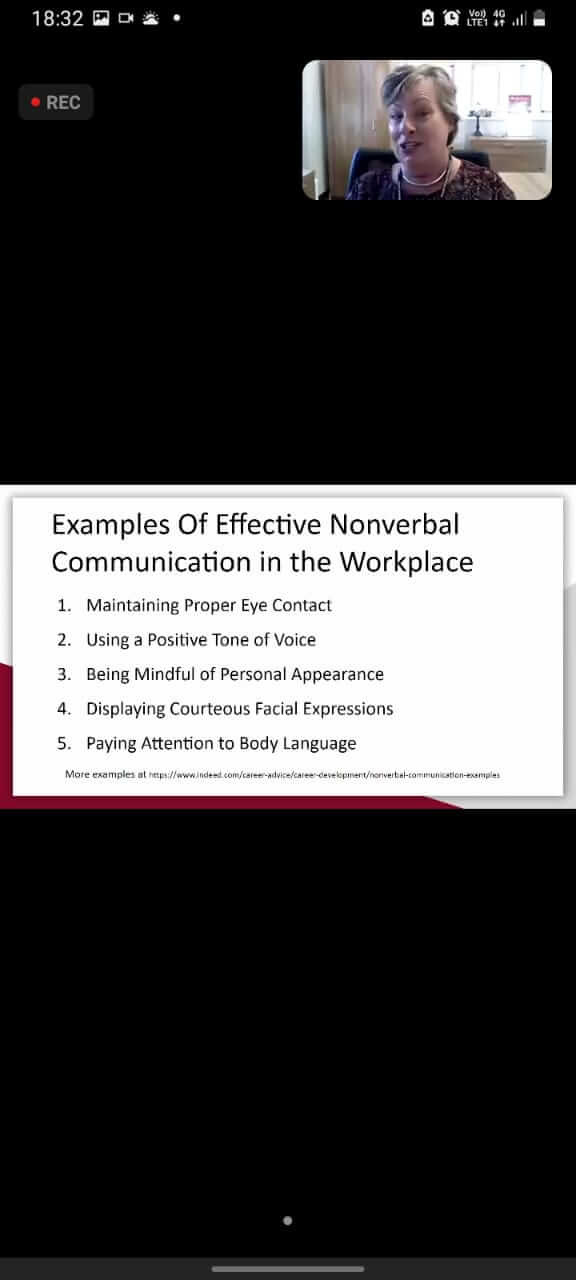 18:32
Vo)) 4G
LTE1
REC
Examples Of Effective Nonverbal
Communication in the Workplace
1. Maintaining Proper Eye Contact
2. Using a Positive Tone of Voice
3. Being Mindful of Personal Appearance
4. Displaying Courteous Facial Expressions
5. Paying Attention to Body Language
More examples at https://www.indeed.com/career-advice/career-development/nonverbal-communication-examples